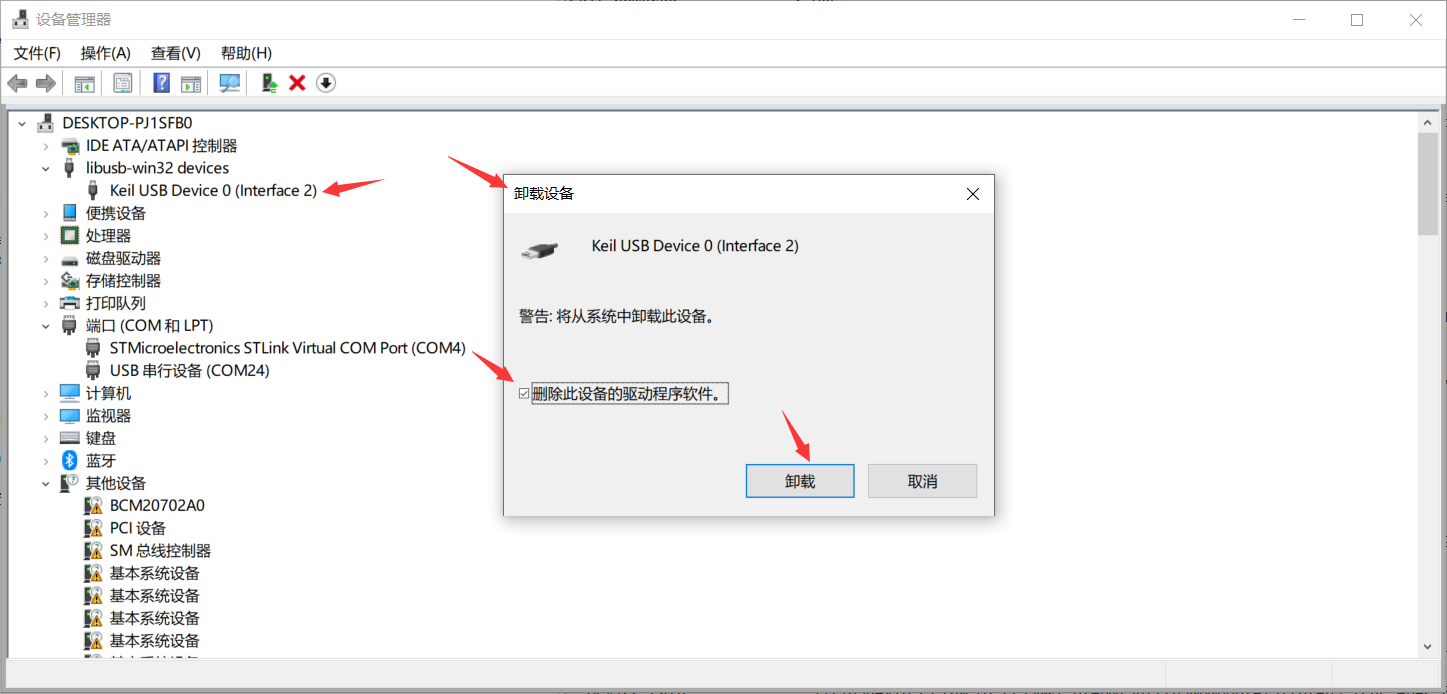 设备管理器
文件(F) 操作(A) 查看(V) 帮助(H)
DESKTOP-PJ1SFB0
IDE ATA/ATAPI 控制器
libusb-win32 devices
Keil USB Device 0 (Interface 2)
便携设备
处理器
磁盘驱动器
存储控制器
打印队列
端口 (COM 和 LPT)
STMicroelectronics STLink Virtual COM Port (COM4)
USB 串行设备 (COM24)
计算机
监视器
键盘
蓝牙
其他设备
BCM20702A0
PCI 设备
SM 总线控制器
基本系统设备
基本系统设备
基本系统设备
基本系统设备
卸载设备
Keil USB Device 0 (Interface 2)
警告: 将从系统中卸载此设备。
删除此设备的驱动程序软件。
卸载 取消